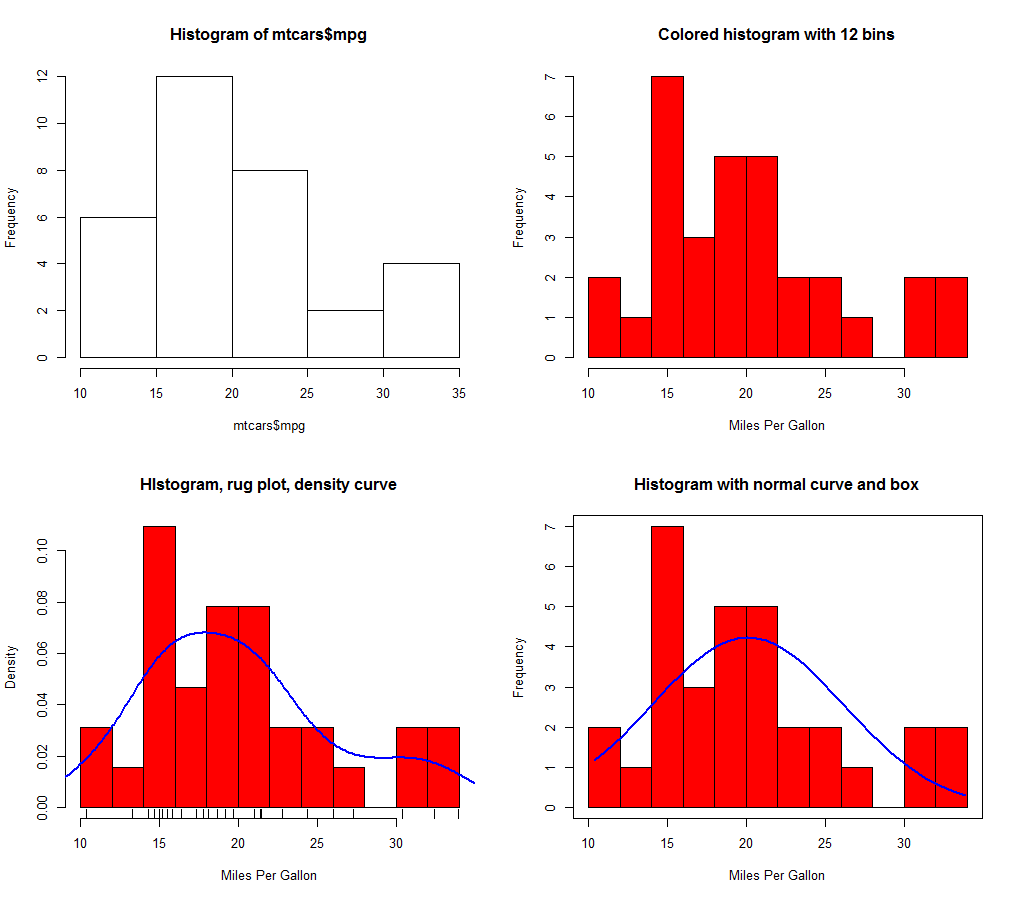 Histogram of mtcars$mpg
12
10
8
6
4
2
0
Frequency
10 15 20 25 30 35
mtcars$mpg
Colored histogram with 12 bins
7
6
5
4
3
2
1
0
Frequency
10 15 20 25 30
Miles Per Gallon
HIstogram, rug plot, density curve
0.10
0.08
0.06
0.04
0.02
0.00
Density
10 15 20 25 30
Miles Per Gallon
Histogram with normal curve and box
7
6
5
4
3
2
1
0
Frequency
10 15 20 25 30
Miles Per Gallon